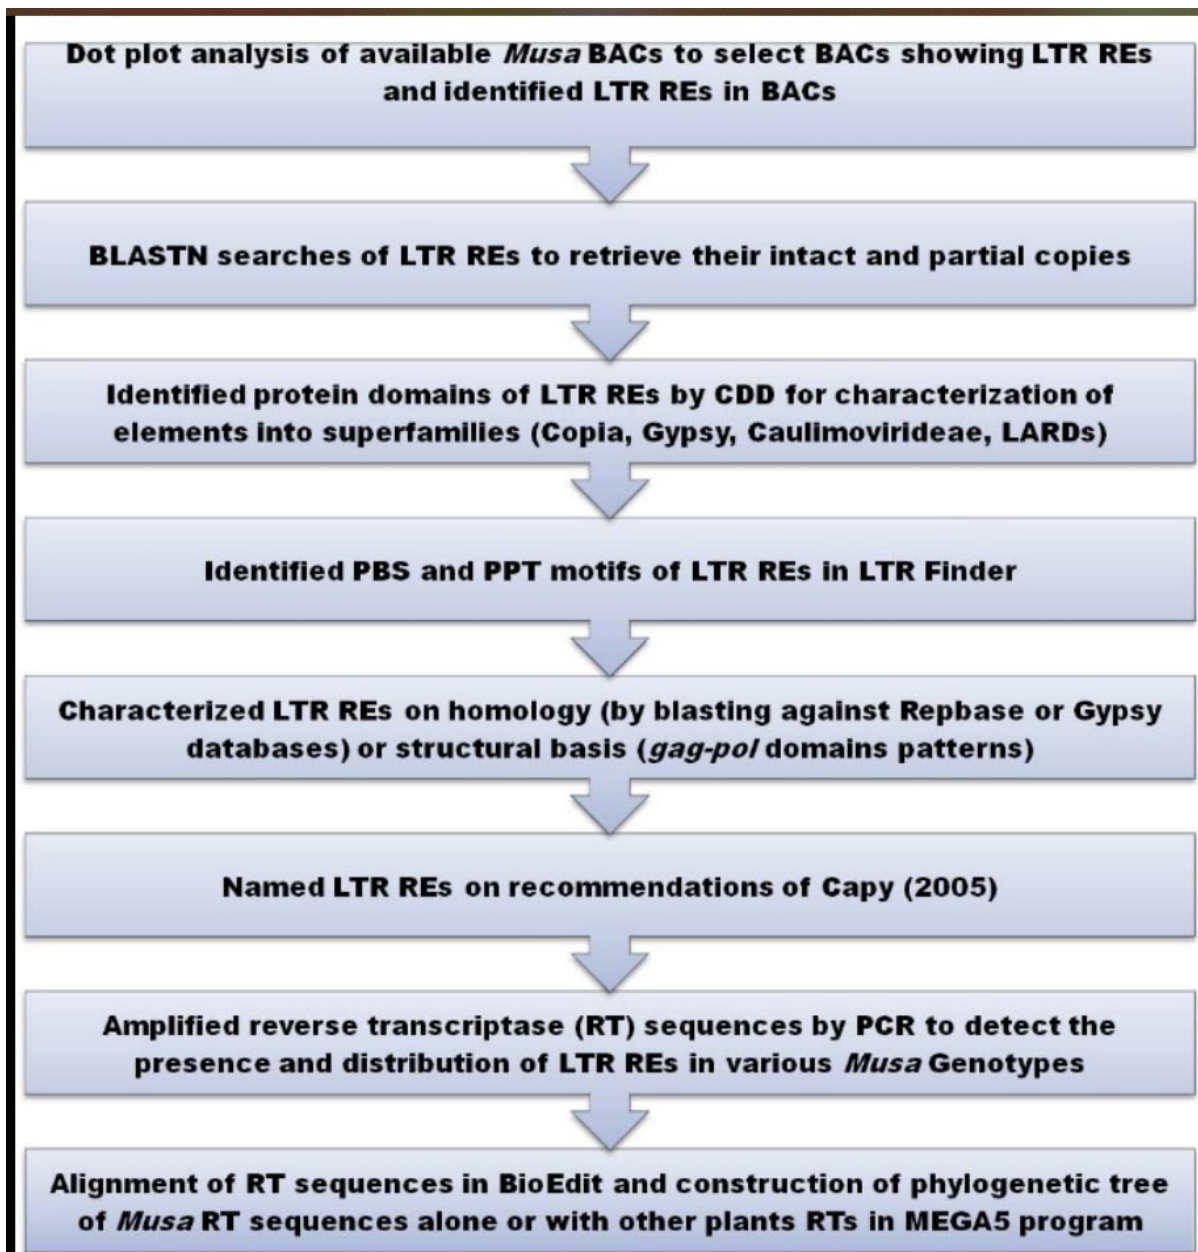 Dot plot analysis of available Musa BACs to select BACs showing LTR REs
and identified LTR REs in BACs
BLASTN searches of LTR REs to retrieve their intact and partial copies
Identified protein domains of LTR REs by CDD for characterization of
elements into superfamilies (Copia, Gypsy, Caulimovirideae, LARDs)
Identified PBS and PPT motifs of LTR REs in LTR Finder
Characterized LTR REs on homology (by blasting against Repbase or Gypsy
databases) or structural basis (gag-pol domains patterns)
Named LTR REs on recommendations of Capy (2005)
Amplified reverse transcriptase (RT) sequences by PCR to detect the
presence and distribution of LTR REs in various Musa Genotypes
Alignment of RT sequences in BioEdit and construction of phylogenetic tree
of Musa RT sequences alone or with other plants RTs in MEGA5 program